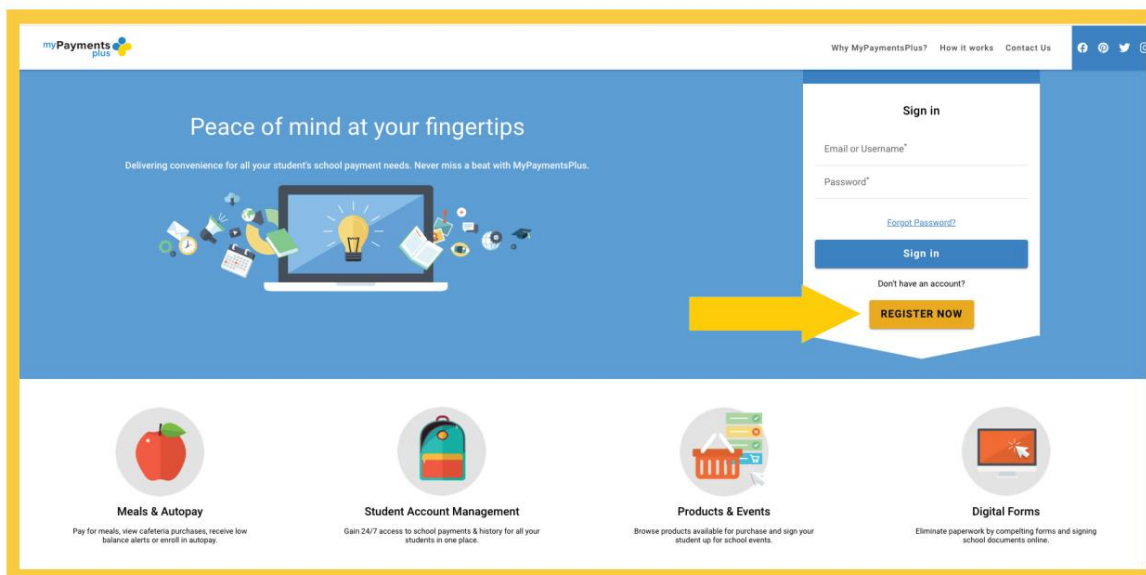 myPayments
plus
Why MyPaymentsPlus? How it works Contact Us
Peace of mind at your fingertips
Delivering convenience for all your student's school payment needs. Never miss a beat with MyPaymentsPlus.
Sign in
Email or Username*
Password*
Forgot Password?
Sign in
Don't have an account?
REGISTER NOW
Meals & Autopay
Pay for meals, view cafeteria purchases, receive low
balance alerts or enroll in autopay.
Student Account Management
Gain 24/7 access to school payments & history for all your
students in one place.
Products & Events
Browse products available for purchase and sign your
student up for school events.
Digital Forms
Eliminate paperwork by compelting forms and signing
school documents online.